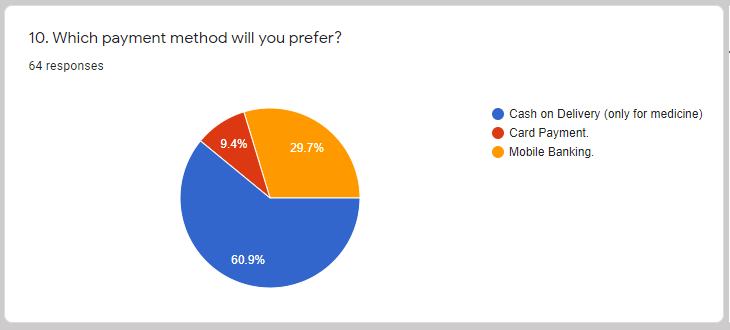 10. Which payment method will you prefer?
64 responses
Cash on Delivery (only for medicine)
Card Payment.
Mobile Banking.
9.4%
29.7%
60.9%